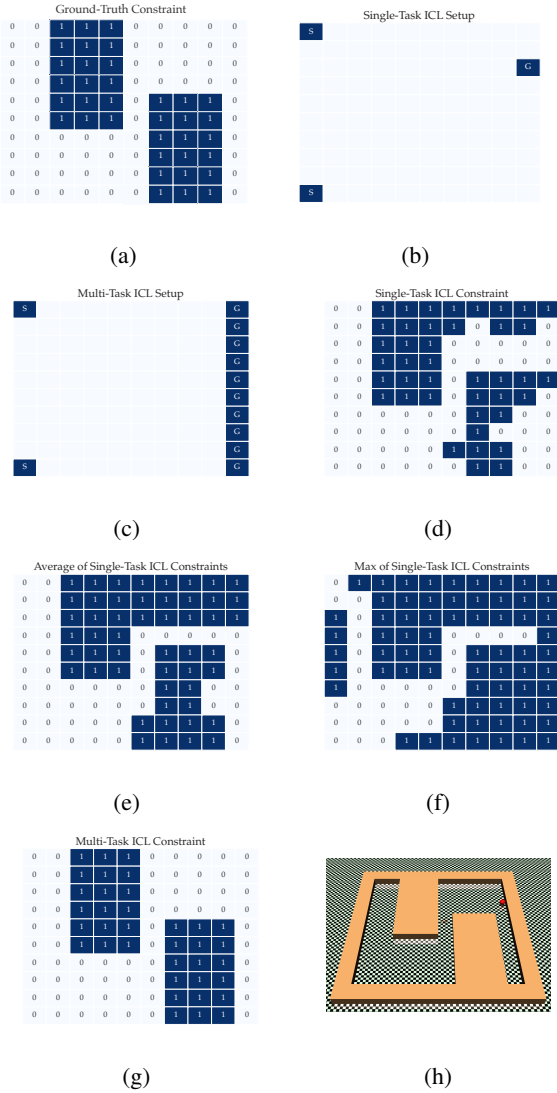 Ground-Truth Constraint
0 0 1 1 1 0 0 0 0 0
0 0 1 1 1 0 0 0 0 0
0 0 1 1 1 0 0 0 0 0
0 0 1 1 1 0 0 0 0 0
0 0 1 1 1 0 1 1 1 0
0 0 1 1 1 0 1 1 1 0
0 0 0 0 0 0 1 1 1 0
0 0 0 0 0 0 1 1 1 0
0 0 0 0 0 0 1 1 1 0
0 0 0 0 0 0 1 1 1 0
(a)
Single-Task ICL Setup
S
G
S
(b)
Multi-Task ICL Setup
S G
G
G
G
G
G
G
G
G
S G
(c)
Single-Task ICL Constraint
0 0 1 1 1 1 1 1 1 1
0 0 1 1 1 1 0 1 1 0
0 0 1 1 1 0 0 0 0 0
0 0 1 1 1 0 0 0 0 0
0 0 1 1 1 0 1 1 1 1
0 0 1 1 1 0 1 1 1 0
0 0 0 0 0 0 1 1 0 0
0 0 0 0 0 0 1 0 0 0
0 0 0 0 0 1 1 1 0 0
0 0 0 0 0 0 1 1 0 0
(d)
Average of Single-Task ICL Constraints
0 0 1 1 1 1 1 1 1 1
0 0 1 1 1 1 1 1 1 1
0 0 1 1 1 1 1 1 1 1
0 0 1 1 1 0 0 0 0 0
0 0 1 1 1 0 1 1 1 0
0 0 1 1 1 0 1 1 1 0
0 0 0 0 0 0 1 1 0 0
0 0 0 0 0 0 1 1 0 0
0 0 0 0 0 1 1 1 1 0
0 0 0 0 0 1 1 1 1 0
(e)
Max of Single-Task ICL Constraints
0 1 1 1 1 1 1 1 1 1
0 0 1 1 1 1 1 1 1 1
1 0 1 1 1 1 1 1 1 1
1 0 1 1 1 0 0 0 0 1
1 0 1 1 1 0 1 1 1 1
1 0 1 1 1 0 1 1 1 1
1 0 0 0 0 0 1 1 1 1
0 0 0 0 0 1 1 1 1 1
0 0 0 0 0 1 1 1 1 1
0 0 0 1 1 1 1 1 1 1
(f)
Multi-Task ICL Constraint
0 0 1 1 1 0 0 0 0 0
0 0 1 1 1 0 0 0 0 0
0 0 1 1 1 0 0 0 0 0
0 0 1 1 1 0 0 0 0 0
0 0 1 1 1 0 1 1 1 0
0 0 1 1 1 0 1 1 1 0
0 0 0 0 0 0 1 1 1 0
0 0 0 0 0 0 1 1 1 0
0 0 0 0 0 0 1 1 1 0
0 0 0 0 0 0 1 1 1 0
(g)
(h)